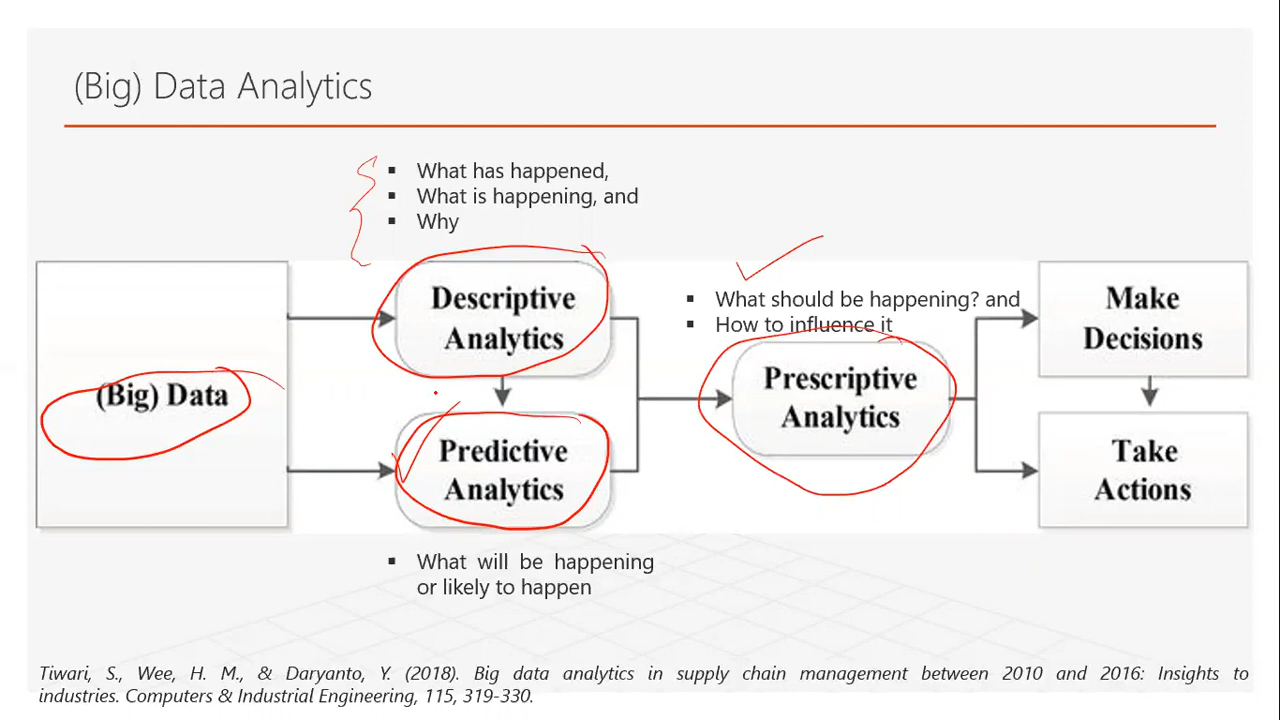 (Big) Data Analytics
What has happened,
What is happening, and
Why
Descriptive
Analytics
What should be happening? and
How to influence it
Make
Decisions
(Big) Data
Prescriptive
Analytics
Predictive
Analytics
Take
Actions
What will be happening
or likely to happen
Tiwari, S., Wee, H. M., & Daryanto, Y. (2018). Big data analytics in supply chain management between 2010 and 2016: Insights to
industries. Computers & Industrial Engineering, 115, 319-330.